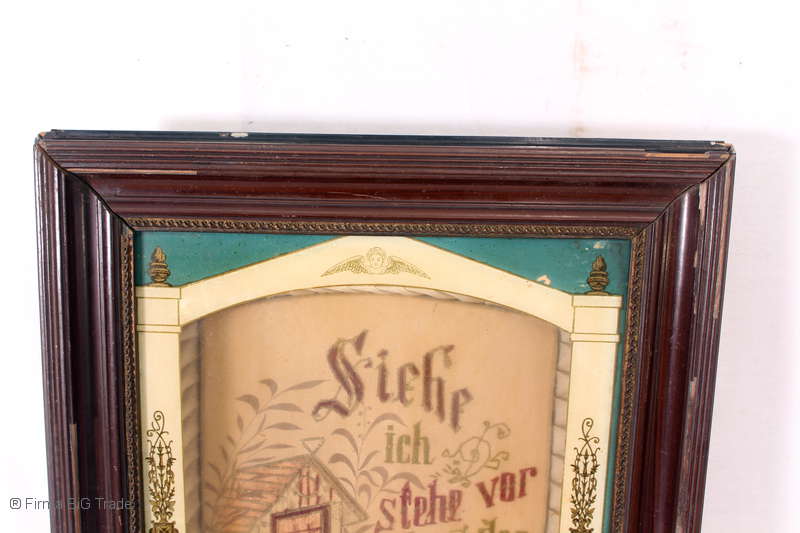 Siehe
ich
stehe vor
® Firma BiG Trade